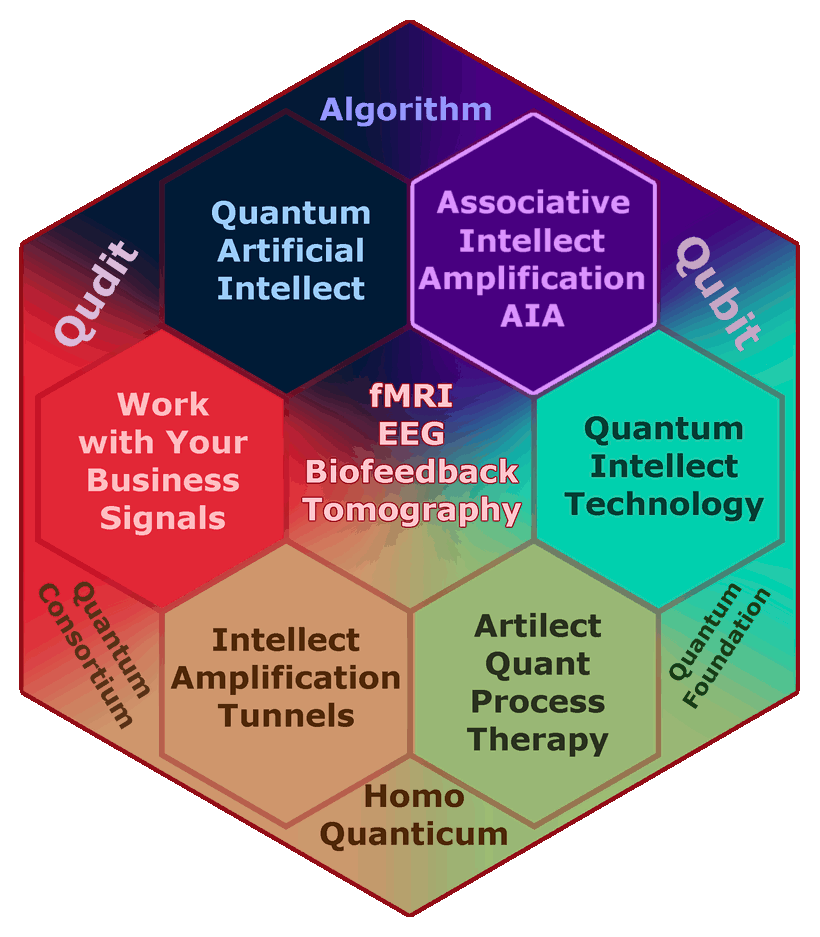 Algorithm
Quantum
Artificial
Intellect
Associative
Intellect
Amplification
AIA
Qudit
Qubit
Work
with Your
Business
Signals
fMRI
EEG
Biofeedback
Tomography
Quantum
Intellect
Technology
Quantum
Consortium
Intellect
Amplification
Tunnels
Artilect
Quant
Process
Therapy
Quantum
Foundation
Homo
Quanticum